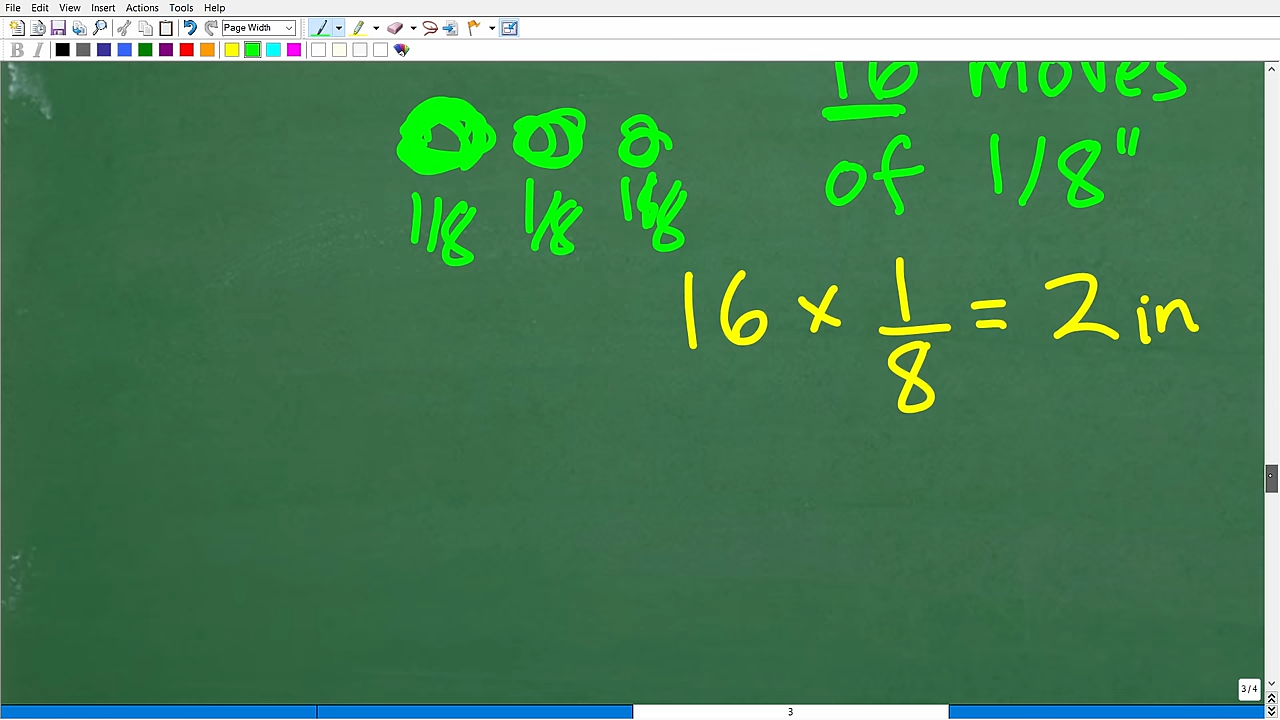 File Edit View Insert Actions Tools Help
Page Width
B I
16 moves
of 1/8"
1/8 1/8 1/8
16 × 1/8 = 2 in
3/4
3